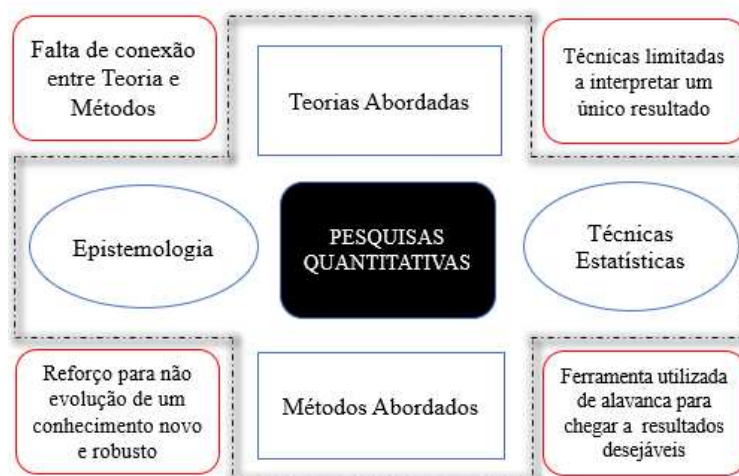 Falta de conexão
entre Teoria e
Métodos
Teorias Abordadas
Técnicas limitadas
a interpretar um
único resultado
Epistemologia
PESQUISAS
QUANTITATIVAS
Técnicas
Estatísticas
Reforço para não
evolução de um
conhecimento novo
e robusto
Métodos Abordados
Ferramenta utilizada
de alavanca para
chegar a resultados
desejáveis